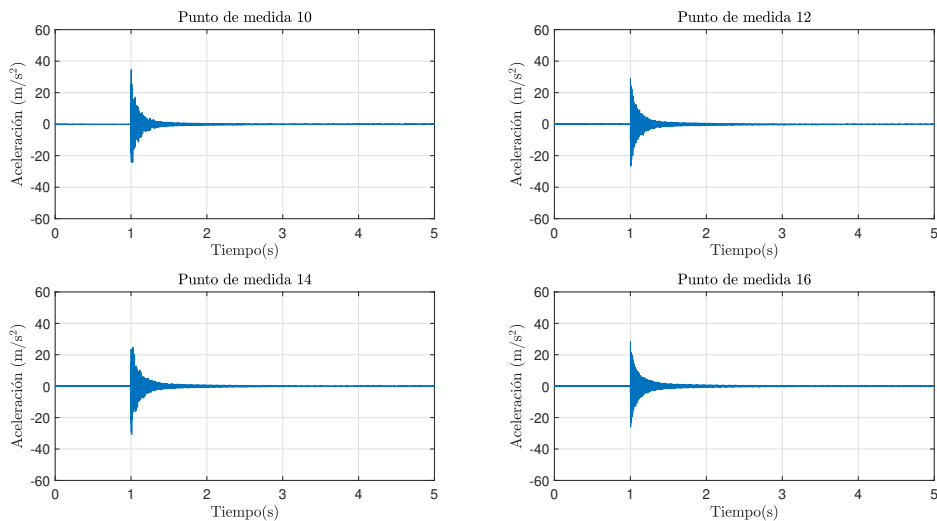 Punto de medida 10
Aceleración (m/s²)
60
40
20
0
-20
-40
-60
0 1 2 3 4 5
Tiempo(s)
Punto de medida 12
Aceleración (m/s²)
60
40
20
0
-20
-40
-60
0 1 2 3 4 5
Tiempo(s)
Punto de medida 14
Aceleración (m/s²)
60
40
20
0
-20
-40
-60
0 1 2 3 4 5
Tiempo(s)
Punto de medida 16
Aceleración (m/s²)
60
40
20
0
-20
-40
-60
0 1 2 3 4 5
Tiempo(s)